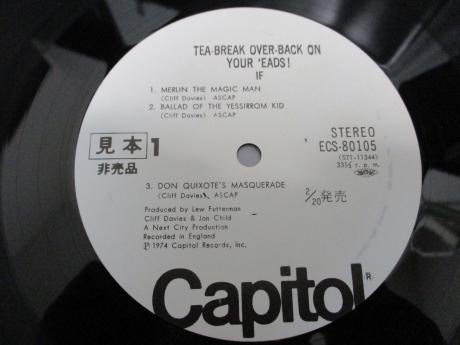 TEA-BREAK OVER-BACK ON
YOUR 'EADS!
IF
1. MERLIN THE MAGIC MAN
(Cliff Davies) ASCAP
2. BALLAD OF THE YESSIRROM KID
(Cliff Davies) ASCAP
見本 1
非売品
STEREO
ECS-80105
(ST1-11344)
33⅓ r.p.m.
3. DON QUIXOTE'S MASQUERADE
(Cliff Davies) ASCAP
2/20発売
Produced by Lew Futterman
Cliff Davies & Jon Child
A Next City Production
Recorded in England
Ⓟ 1974 Capitol Records, Inc.
Capitol®